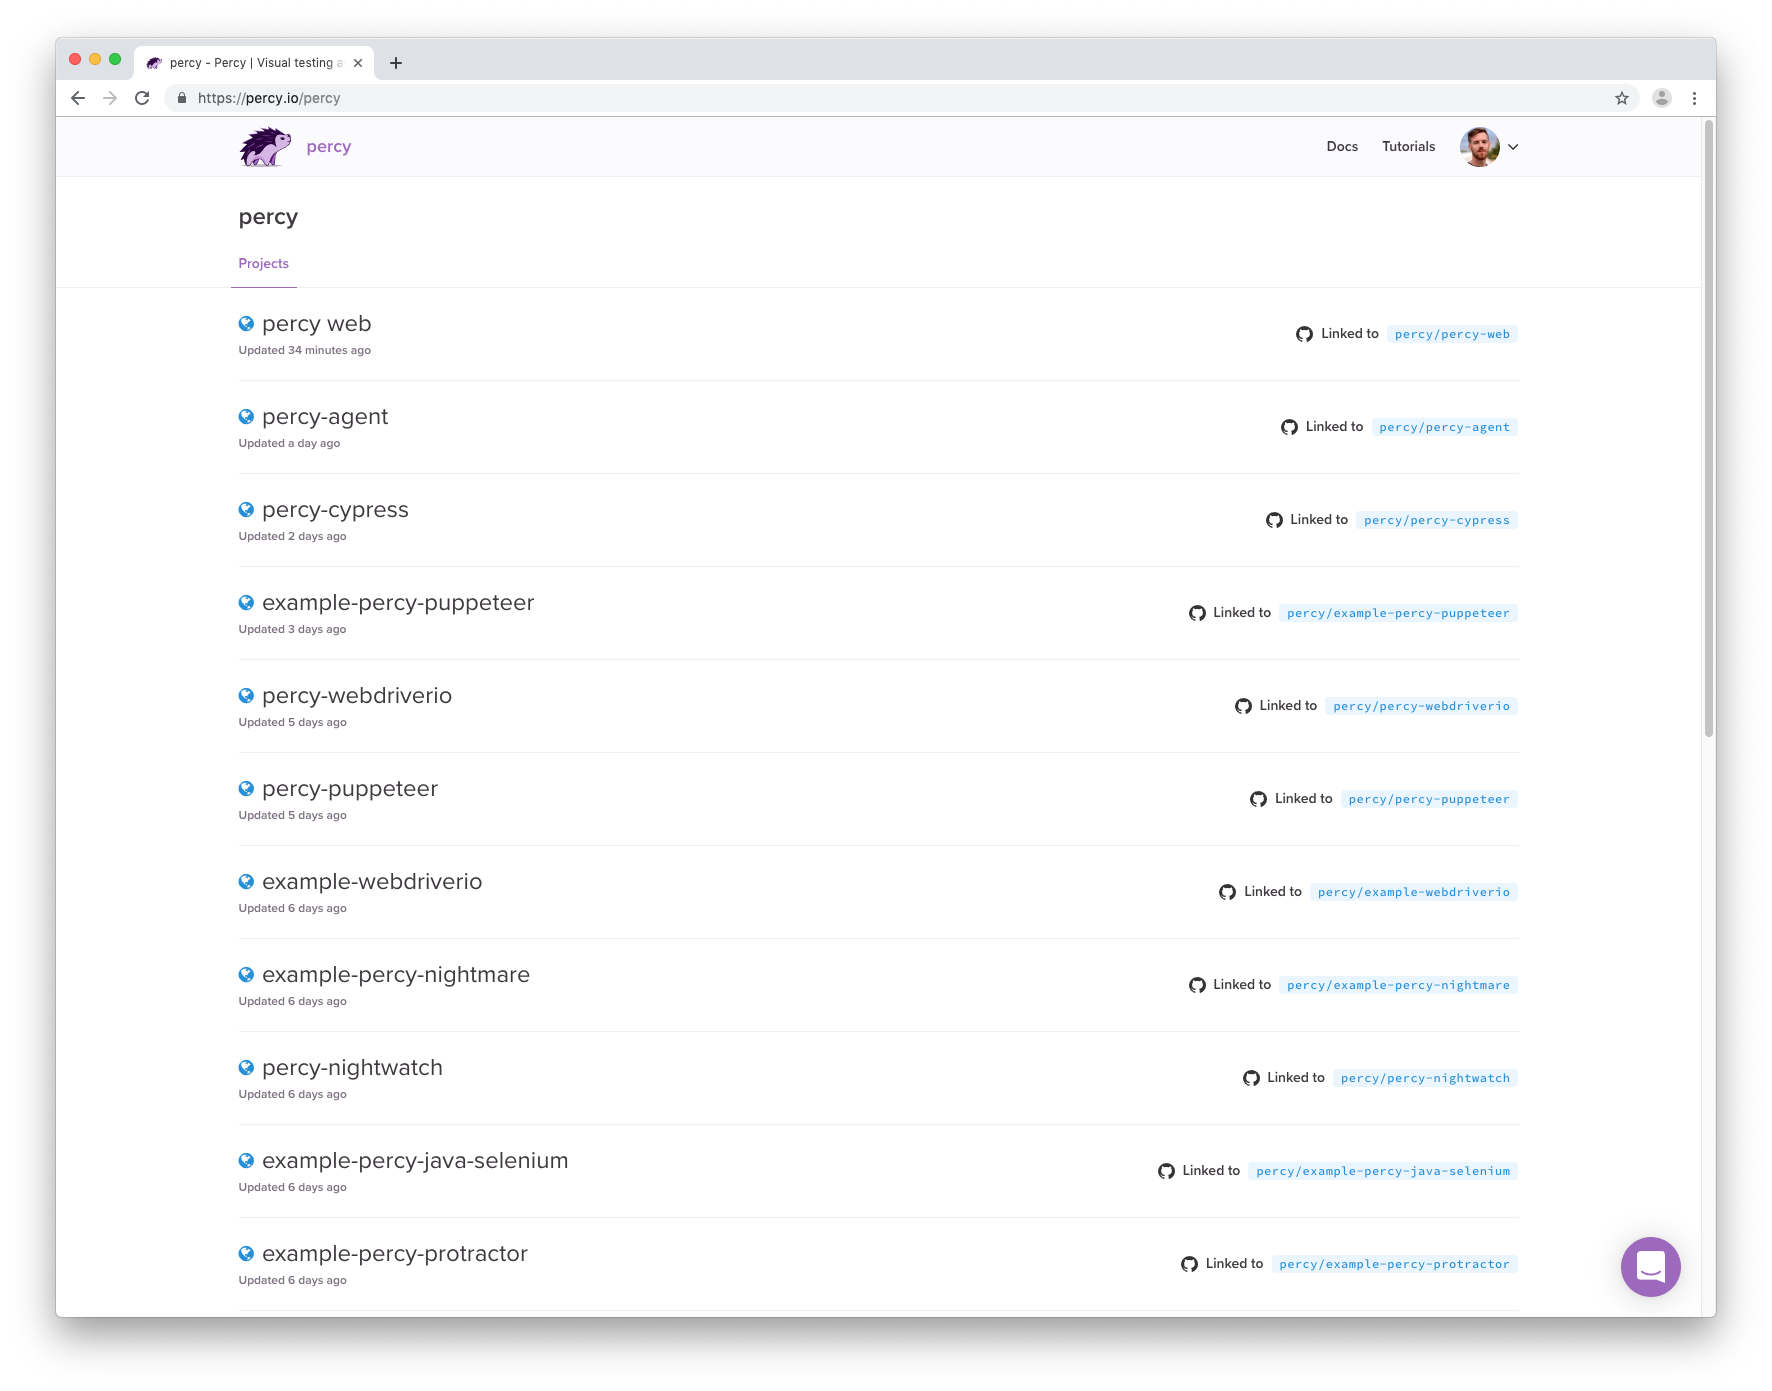 percy - Percy | Visual testing a
https://percy.io/percy
percy
Docs
Tutorials
percy
Projects
percy web
Updated 34 minutes ago
Linked to percy/percy-web
percy-agent
Updated a day ago
Linked to percy/percy-agent
percy-cypress
Updated 2 days ago
Linked to percy/percy-cypress
example-percy-puppeteer
Updated 3 days ago
Linked to percy/example-percy-puppeteer
percy-webdriverio
Updated 5 days ago
Linked to percy/percy-webdriverio
percy-puppeteer
Updated 5 days ago
Linked to percy/percy-puppeteer
example-webdriverio
Updated 6 days ago
Linked to percy/example-webdriverio
example-percy-nightmare
Updated 6 days ago
Linked to percy/example-percy-nightmare
percy-nightwatch
Updated 6 days ago
Linked to percy/percy-nightwatch
example-percy-java-selenium
Updated 6 days ago
Linked to percy/example-percy-java-selenium
example-percy-protractor
Updated 6 days ago
Linked to percy/example-percy-protractor